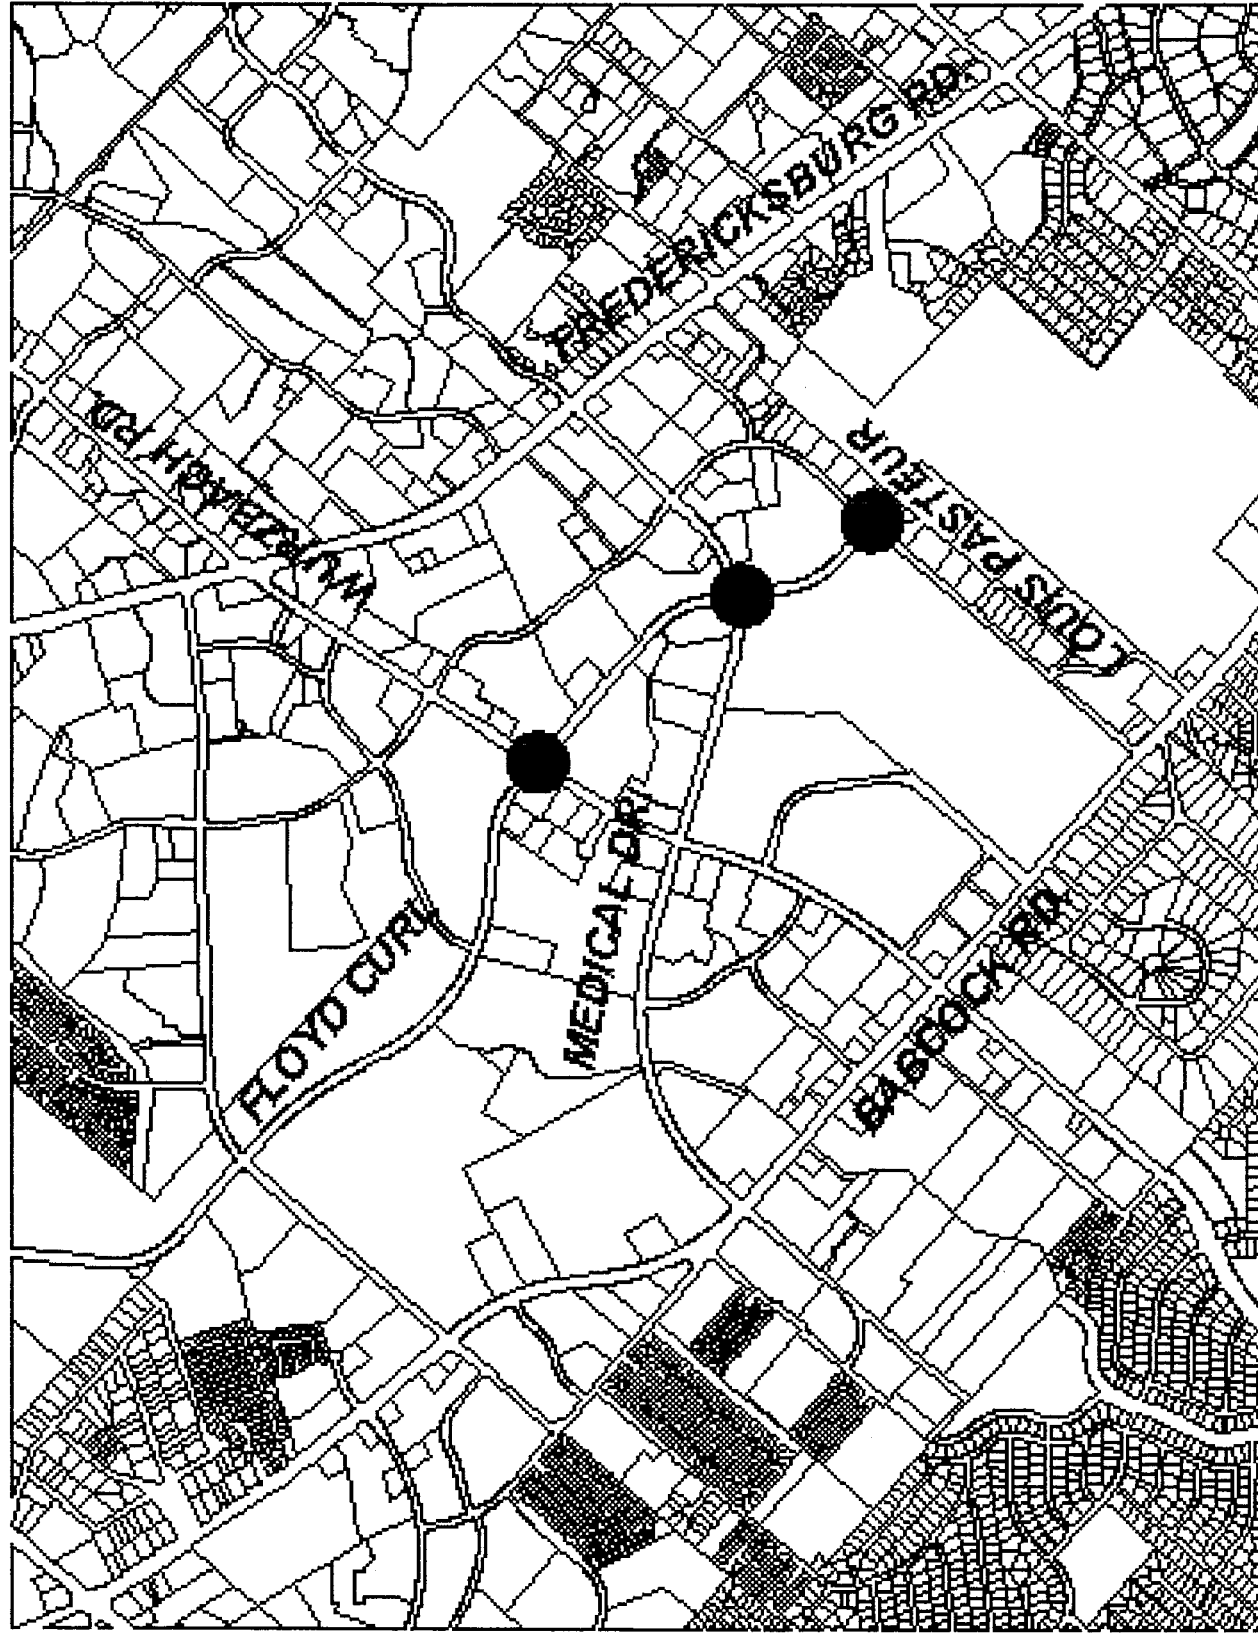 FREDERICKSBURG RD.
WURZBACH RD
LOUIS PASTEUR
MEDICAL DR.
FLOYD CURL
BABCOCK RD.